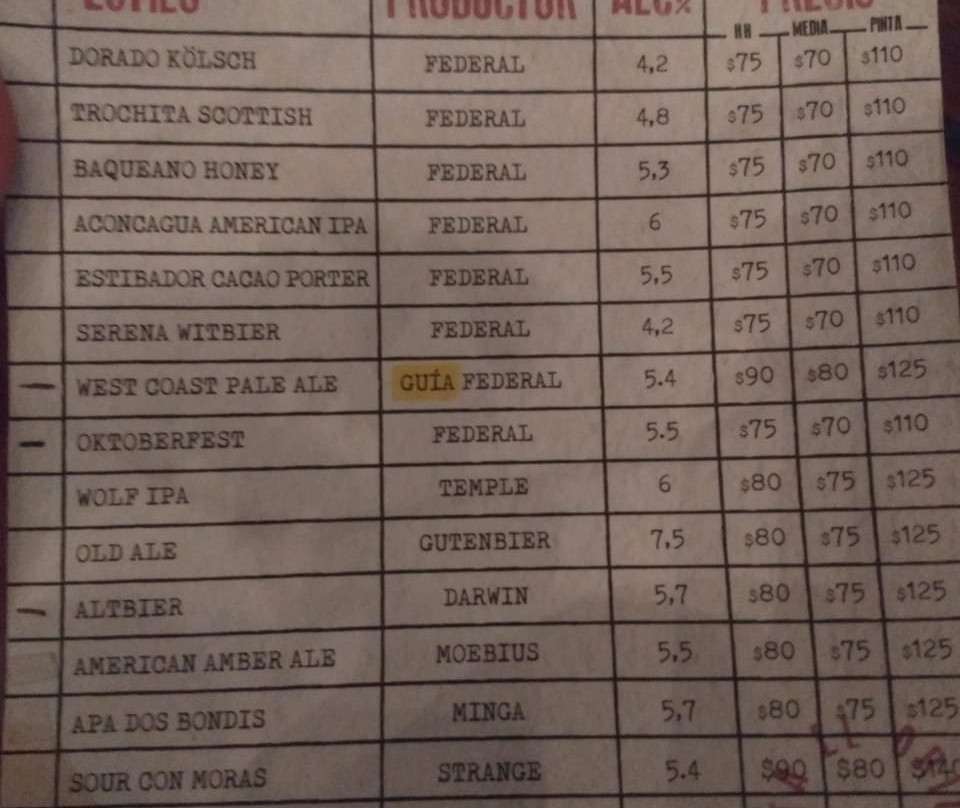 ESTILO PRODUCTOR ALC% PRECIO
HH MEDIA PINTA
DORADO KÖLSCH FEDERAL 4,2 $75 $70 $110
TROCHITA SCOTTISH FEDERAL 4,8 $75 $70 $110
BAQUEANO HONEY FEDERAL 5,3 $75 $70 $110
ACONCAGUA AMERICAN IPA FEDERAL 6 $75 $70 $110
ESTIBADOR CACAO PORTER FEDERAL 5,5 $75 $70 $110
SERENA WITBIER FEDERAL 4,2 $75 $70 $110
WEST COAST PALE ALE GUÍA FEDERAL 5.4 $90 $80 $125
OKTOBERFEST FEDERAL 5.5 $75 $70 $110
WOLF IPA TEMPLE 6 $80 $75 $125
OLD ALE GUTENBIER 7,5 $80 $75 $125
ALTBIER DARWIN 5,7 $80 $75 $125
AMERICAN AMBER ALE MOEBIUS 5,5 $80 $75 $125
APA DOS BONDIS MINGA 5,7 $80 $75 $125
SOUR CON MORAS STRANGE 5.4 $90 $80 $140